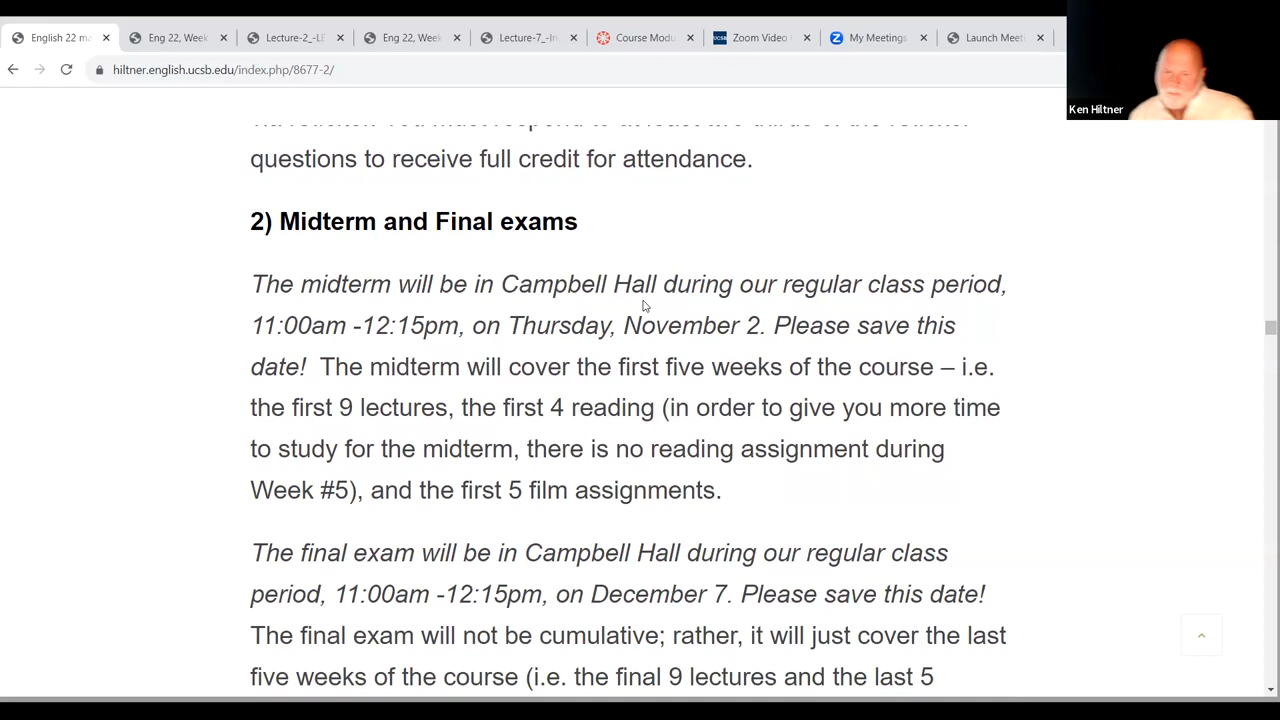 English 22 ma
Eng 22, Week
Lecture-2_-LE
Eng 22, Week
Lecture-7_-In
Course Modu
UCSB
Zoom Video
My Meetings
Launch Meeti
hiltner.english.ucsb.edu/index.php/8677-2/
Ken Hiltner
questions to receive full credit for attendance.
2) Midterm and Final exams
The midterm will be in Campbell Hall during our regular class period,
11:00am -12:15pm, on Thursday, November 2. Please save this
date! The midterm will cover the first five weeks of the course – i.e.
the first 9 lectures, the first 4 reading (in order to give you more time
to study for the midterm, there is no reading assignment during
Week #5), and the first 5 film assignments.
The final exam will be in Campbell Hall during our regular class
period, 11:00am -12:15pm, on December 7. Please save this date!
The final exam will not be cumulative; rather, it will just cover the last
five weeks of the course (i.e. the final 9 lectures and the last 5